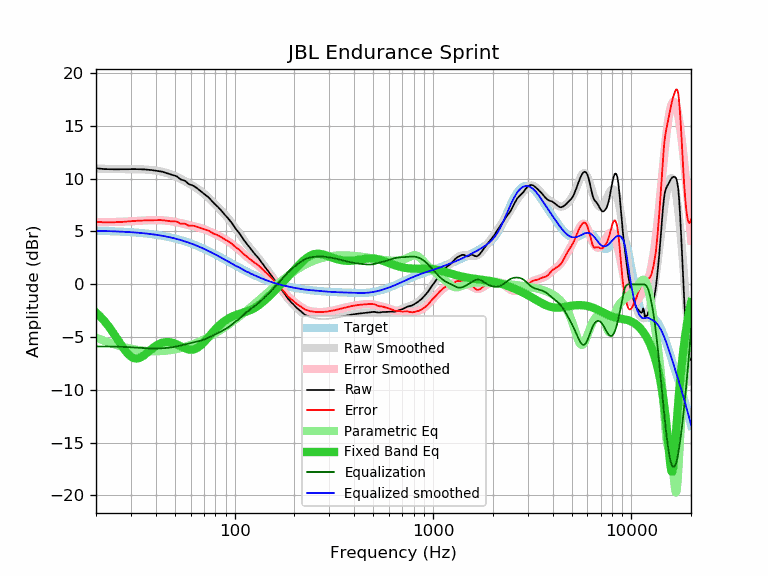 JBL Endurance Sprint
20
15
10
5
0
−5
−10
−15
−20
Amplitude (dBr)
Target
Raw Smoothed
Error Smoothed
Raw
Error
Parametric Eq
Fixed Band Eq
Equalization
Equalized smoothed
100
1000
10000
Frequency (Hz)